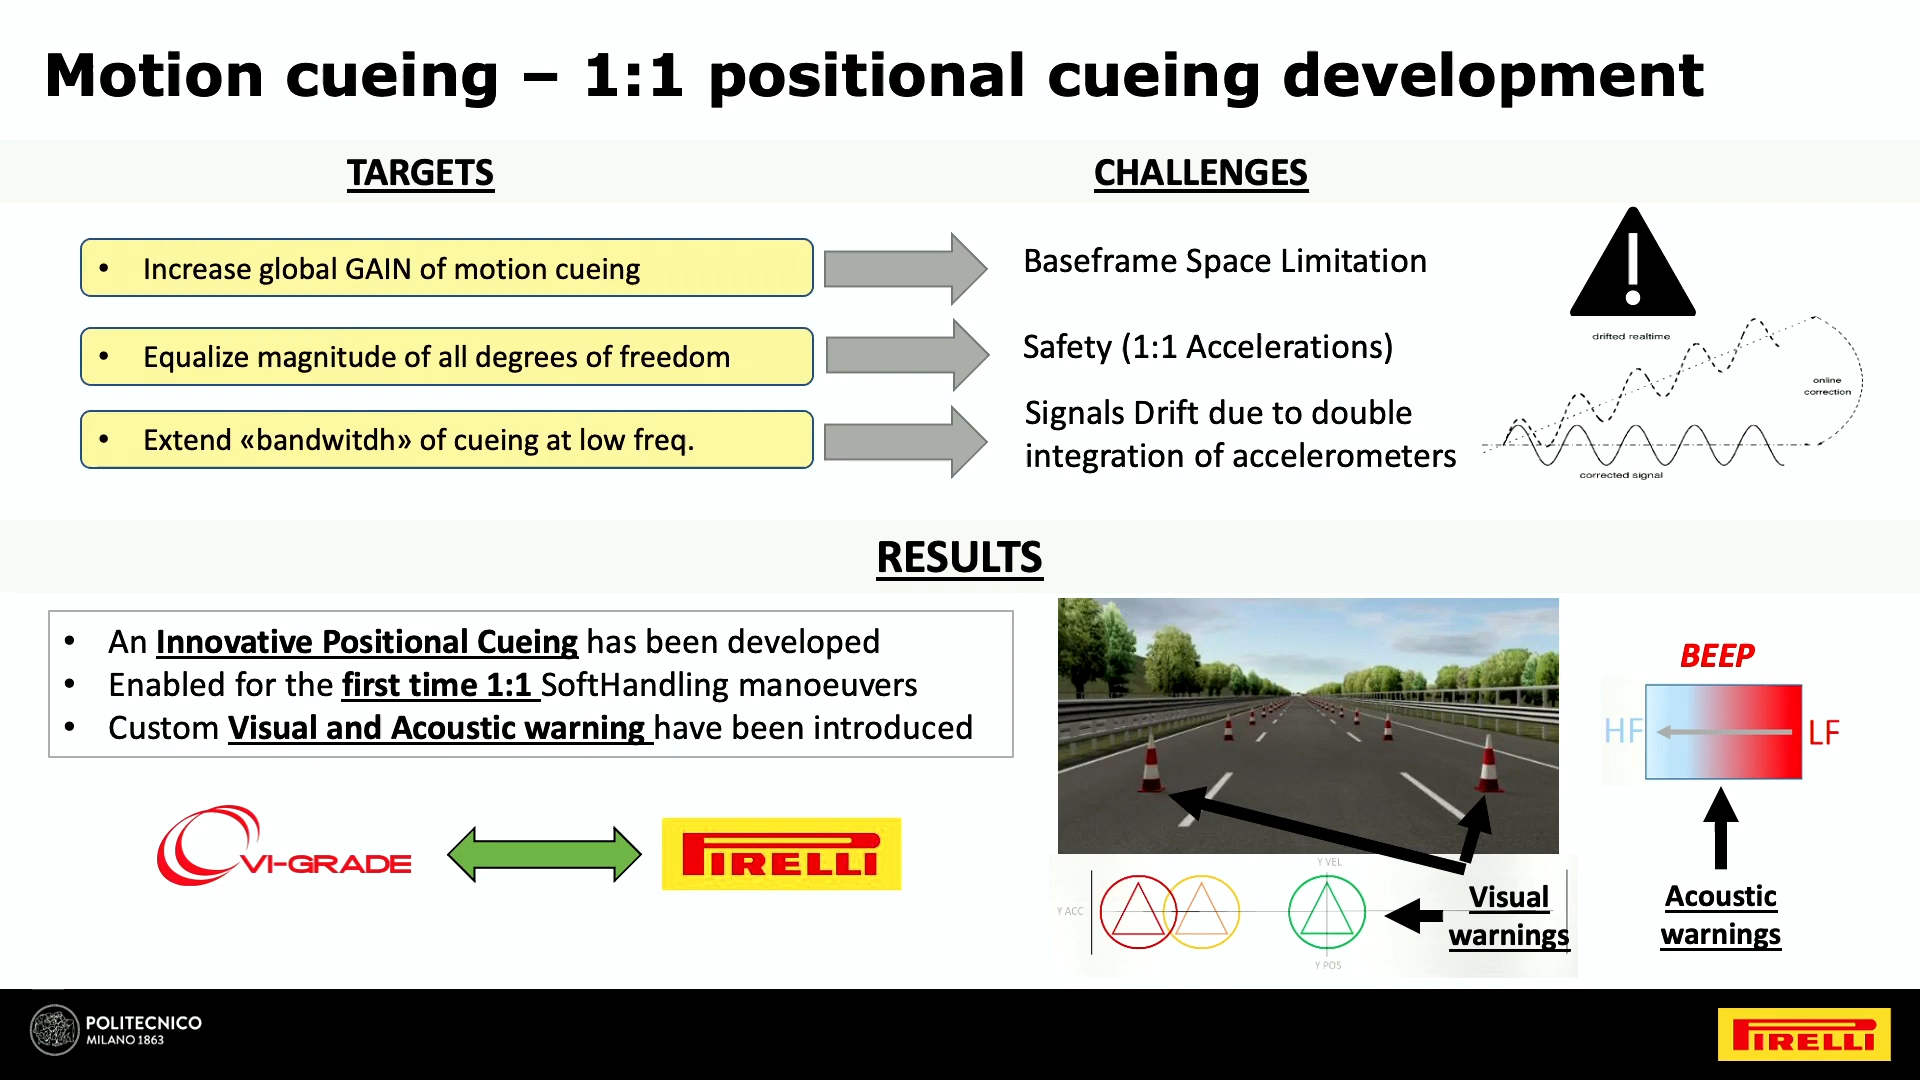 Motion cueing – 1:1 positional cueing development
TARGETS
CHALLENGES
• Increase global GAIN of motion cueing
Baseframe Space Limitation
• Equalize magnitude of all degrees of freedom
Safety (1:1 Accelerations)
• Extend «bandwitdh» of cueing at low freq.
Signals Drift due to double
integration of accelerometers
drifted realtime
online
correction
corrected signal
RESULTS
• An Innovative Positional Cueing has been developed
• Enabled for the first time 1:1 SoftHandling manoeuvers
• Custom Visual and Acoustic warning have been introduced
VI-GRADE
PIRELLI
BEEP
HF
LF
Y VEL
Y ACC
Y POS
Visual
warnings
Acoustic
warnings
POLITECNICO
MILANO 1863
PIRELLI